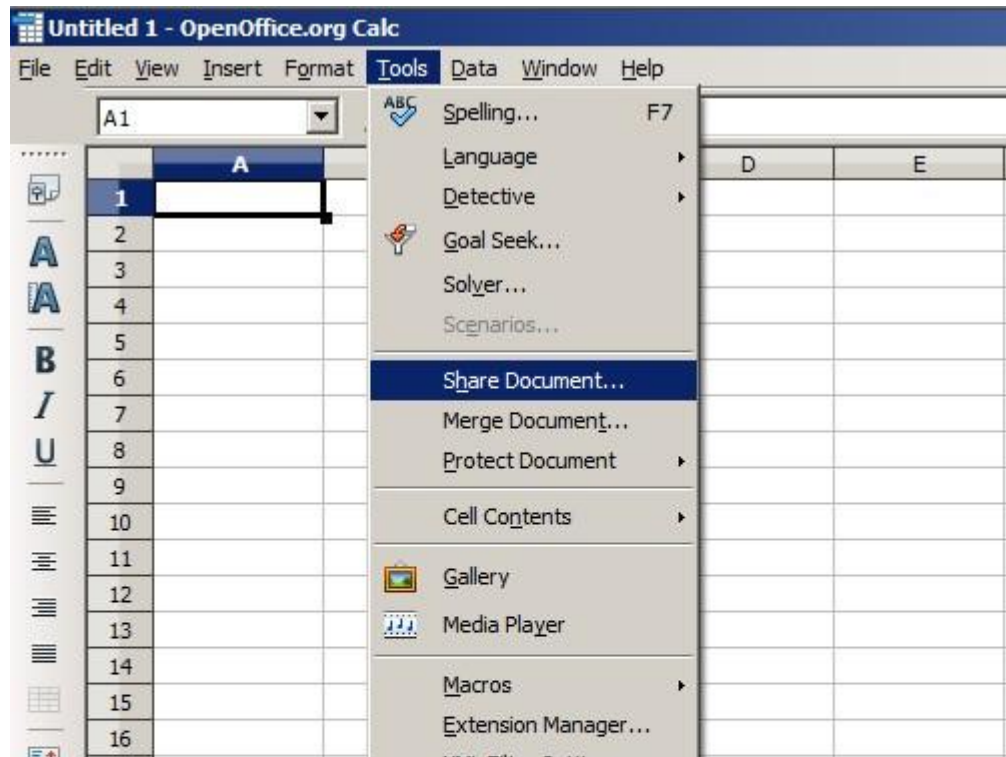 Untitled 1 - OpenOffice.org Calc
File Edit View Insert Format Tools Data Window Help
A1
ABC Spelling... F7
Language
Detective
Goal Seek...
Solver...
Scenarios...
Share Document...
Merge Document...
Protect Document
Cell Contents
Gallery
Media Player
Macros
Extension Manager...
A D E
1
2
3
4
5
6
7
8
9
10
11
12
13
14
15
16
A
A
B
I
U